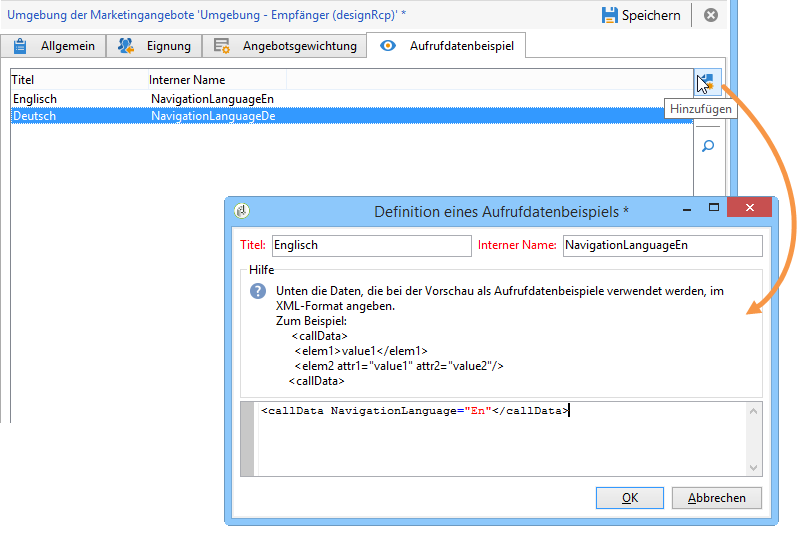 Umgebung der Marketingangebote 'Umgebung - Empfänger (designRcp)' *
Speichern
Allgemein
Eignung
Angebotsgewichtung
Aufrufdatenbeispiel
Titel Interner Name
Englisch NavigationLanguageEn
Hinzufügen
Deutsch NavigationLanguageDe
Definition eines Aufrufdatenbeispiels *
Titel: Englisch Interner Name: NavigationLanguageEn
Hilfe
Unten die Daten, die bei der Vorschau als Aufrufdatenbeispiele verwendet werden, im
XML-Format angeben.
Zum Beispiel:
<callData>
<elem1>value1</elem1>
<elem2 attr1="value1" attr2="value2"/>
<callData>
<callData NavigationLanguage="En"</callData>
OK Abbrechen